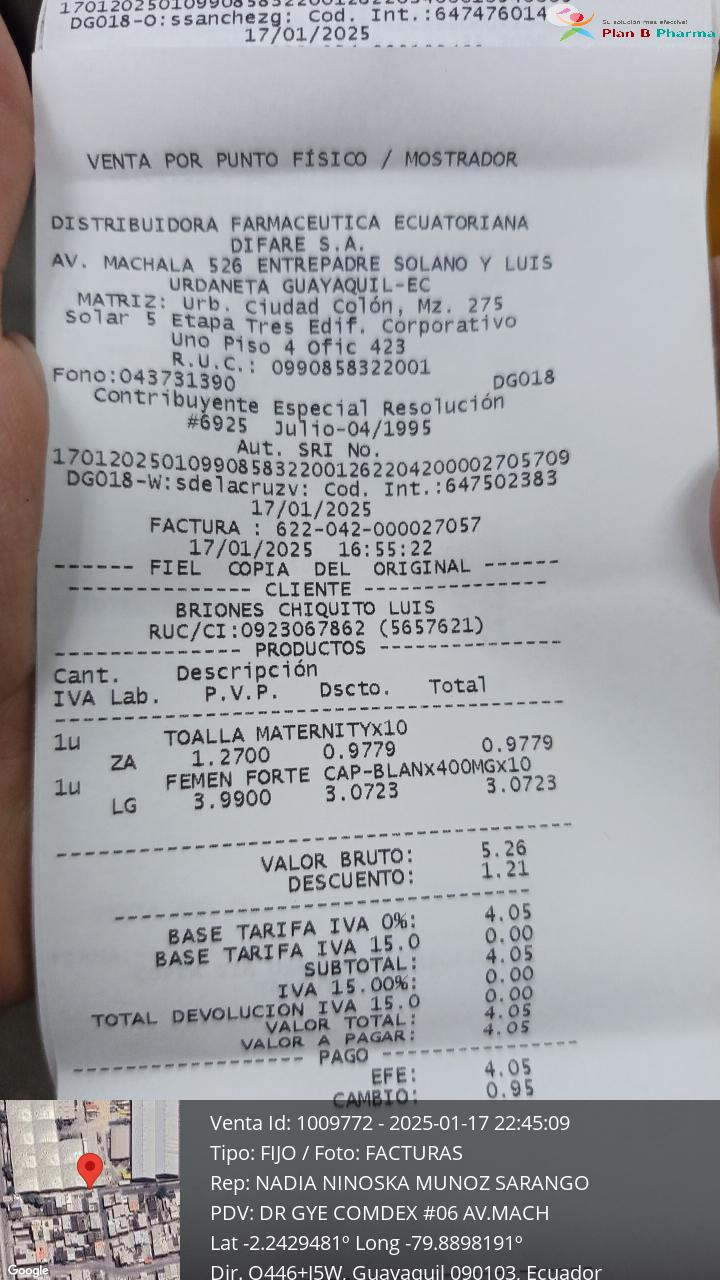 DG018-O:ssanchezg: Cod. Int.:647476014
17/01/2025
Su solución más efectiva!
Plan B Pharma
VENTA POR PUNTO FÍSICO / MOSTRADOR
DISTRIBUIDORA FARMACEUTICA ECUATORIANA
DIFARE S.A.
AV. MACHALA 526 ENTREPADRE SOLANO Y LUIS
URDANETA GUAYAQUIL-EC
MATRIZ: Urb. Ciudad Colón, Mz. 275
Solar 5 Etapa Tres Edif. Corporativo
Uno Piso 4 Ofic 423
R.U.C.: 0990858322001
Fono:043731390 DG018
Contribuyente Especial Resolución
#6925 Julio-04/1995
Aut. SRI No.
17012025010990858322001262204200002705709
DG018-W:sdelacruzv: Cod. Int.:647502383
17/01/2025
FACTURA : 622-042-000027057
17/01/2025 16:55:22
------ FIEL COPIA DEL ORIGINAL ------
---------------- CLIENTE ----------------
BRIONES CHIQUITO LUIS
RUC/CI:0923067862 (5657621)
-------------- PRODUCTOS --------------
Cant. Descripción
IVA Lab. P.V.P. Dscto. Total
1u TOALLA MATERNITYx10
ZA 1.2700 0.9779 0.9779
1u FEMEN FORTE CAP-BLANx400MGx10
LG 3.9900 3.0723 3.0723
VALOR BRUTO: 5.26
DESCUENTO: 1.21
BASE TARIFA IVA 0%: 4.05
BASE TARIFA IVA 15.0 0.00
SUBTOTAL: 4.05
IVA 15.00%: 0.00
TOTAL DEVOLUCION IVA 15.0 0.00
VALOR TOTAL: 4.05
VALOR A PAGAR: 4.05
------------------ PAGO ------------------
EFE: 4.05
CAMBIO: 0.95
Venta Id: 1009772 - 2025-01-17 22:45:09
Tipo: FIJO / Foto: FACTURAS
Rep: NADIA NINOSKA MUNOZ SARANGO
PDV: DR GYE COMDEX #06 AV.MACH
Lat -2.2429481º Long -79.8898191º
Dir. Q446+J5W, Guayaquil 090103, Ecuador
Google